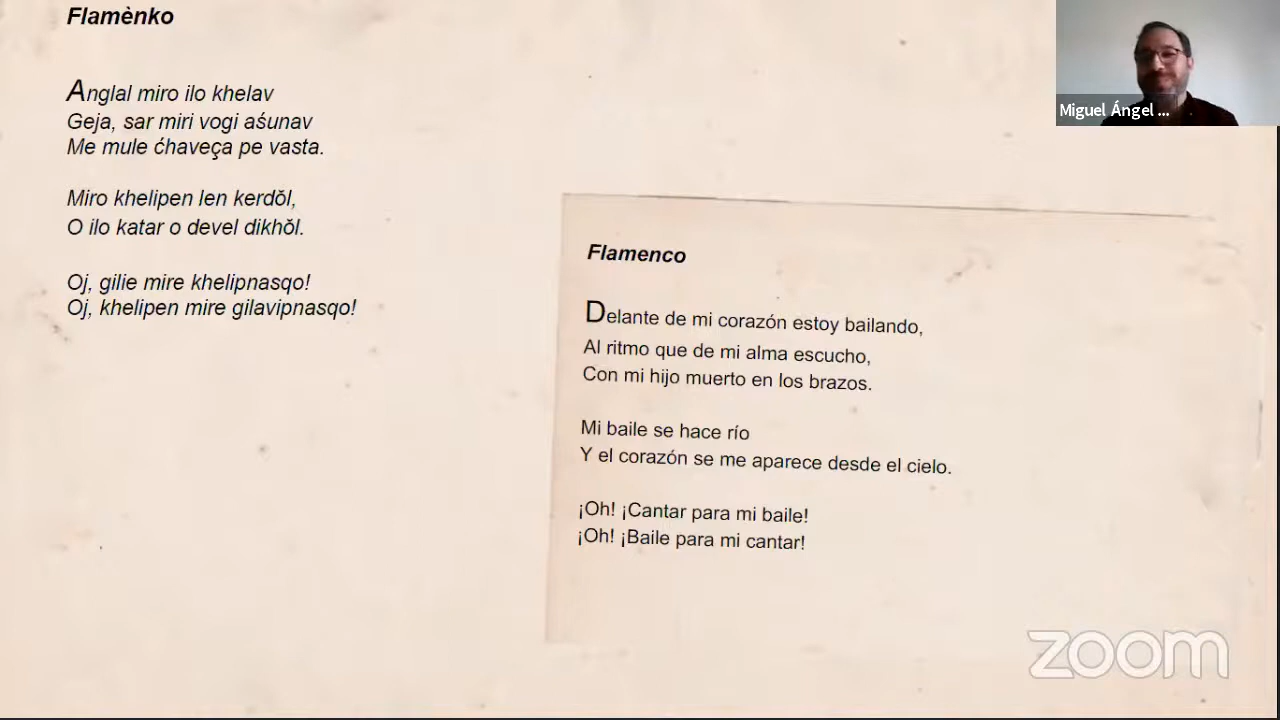 Flamènko
Anglal miro ilo khelav
Geja, sar miri vogi aśunav
Me mule ćhaveça pe vasta.
Miro khelipen len kerdŏl,
O ilo katar o devel dikhŏl.
Oj, gilie mire khelipnasqo!
Oj, khelipen mire gilavipnasqo!
Flamenco
Delante de mi corazón estoy bailando,
Al ritmo que de mi alma escucho,
Con mi hijo muerto en los brazos.
Mi baile se hace río
Y el corazón se me aparece desde el cielo.
¡Oh! ¡Cantar para mi baile!
¡Oh! ¡Baile para mi cantar!
Miguel Ángel ...
zoom